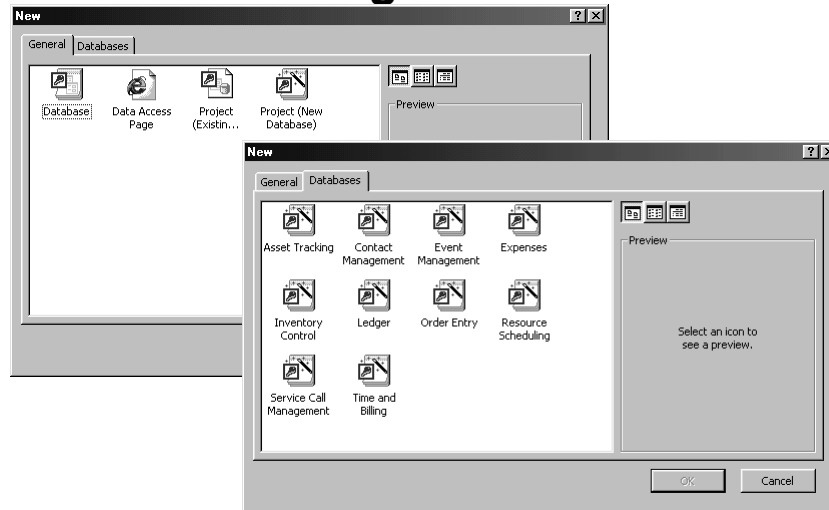 New
General Databases
Database
Data Access
Page
Project
(Existin...
Project (New
Database)
Preview
New
General Databases
Asset Tracking
Contact
Management
Event
Management
Expenses
Inventory
Control
Ledger
Order Entry
Resource
Scheduling
Service Call
Management
Time and
Billing
Preview
Select an icon to
see a preview.
OK
Cancel